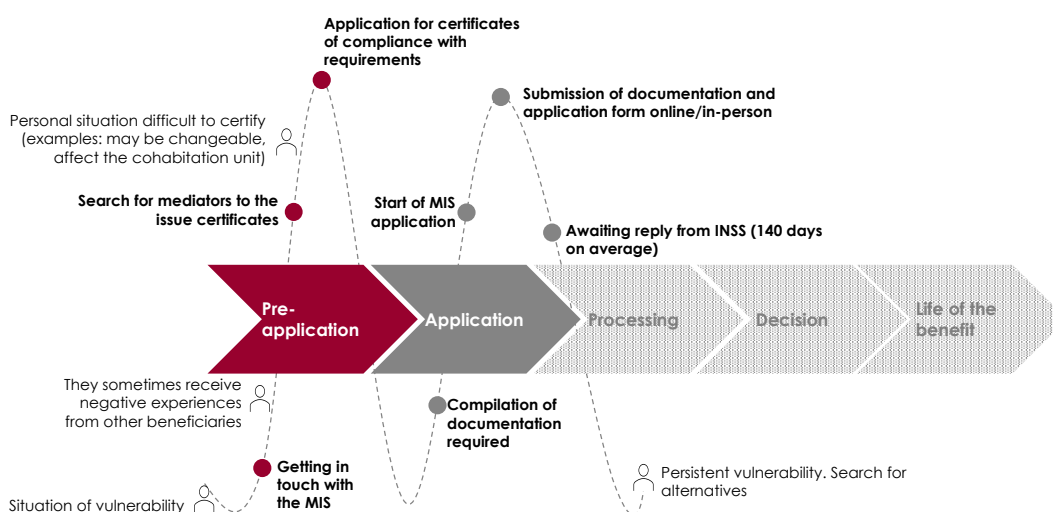 Application for certificates
of compliance with
requirements
Submission of documentation and
application form online/in-person
Personal situation difficult to certify
(examples: may be changeable,
affect the cohabitation unit)
Search for mediators to the
issue certificates
Start of MIS
application
Awaiting reply from INSS (140 days
on average)
Pre-
application
Application
Processing
Decision
Life of the
benefit
They sometimes receive
negative experiences
from other beneficiaries
Compilation of
documentation
required
Getting in
touch with
the MIS
Persistent vulnerability. Search for
alternatives
Situation of vulnerability